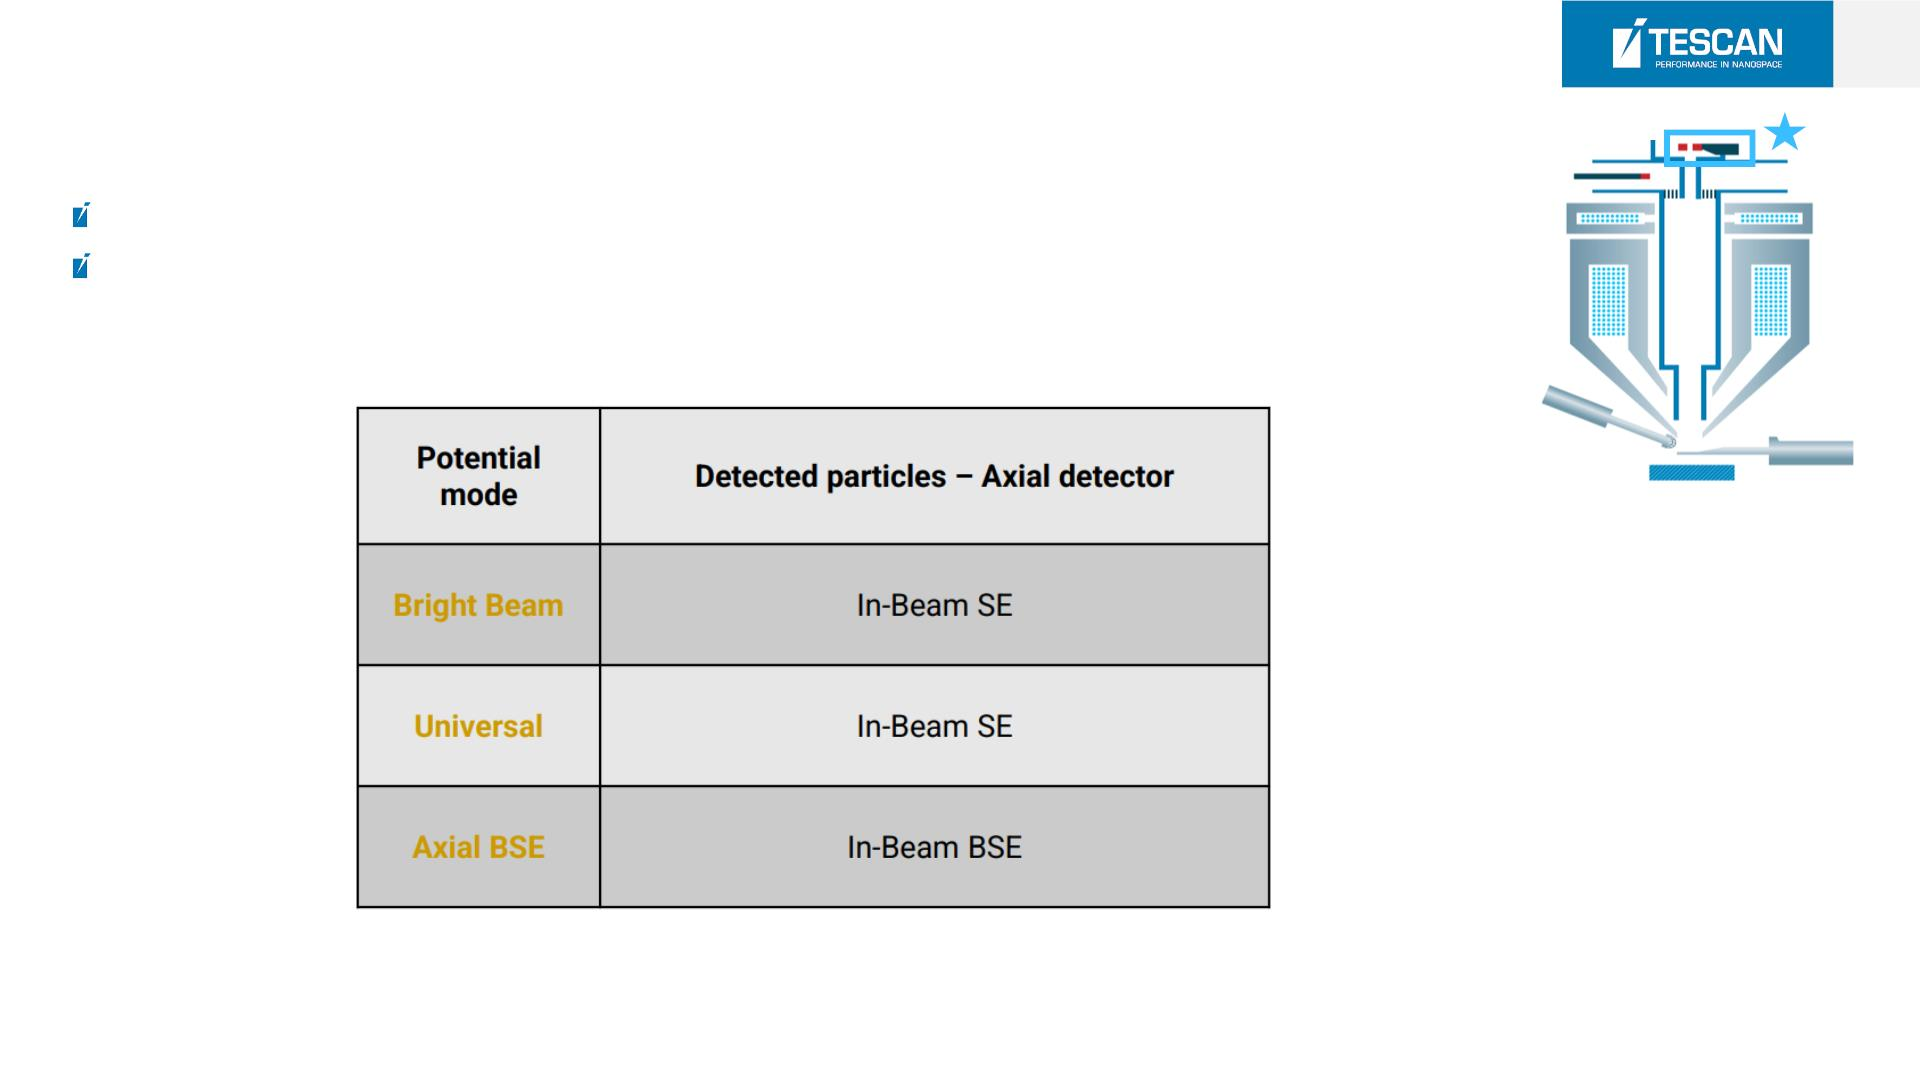 TESCAN
PERFORMANCE IN NANOSPACE
Potential
mode
Detected particles – Axial detector
Bright Beam
In-Beam SE
Universal
In-Beam SE
Axial BSE
In-Beam BSE